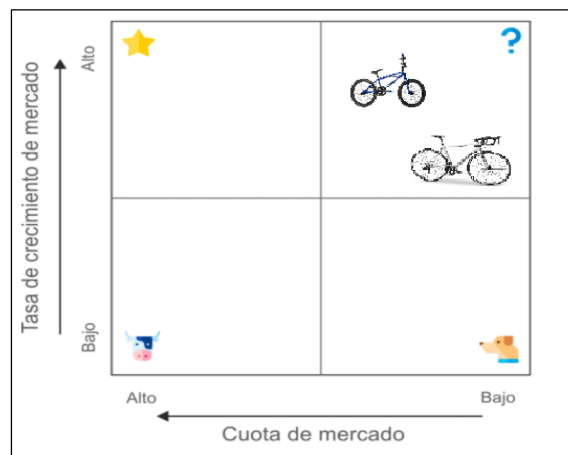 ?
Alto
Tasa de crecimiento de mercado
Bajo
Alto
Bajo
Cuota de mercado